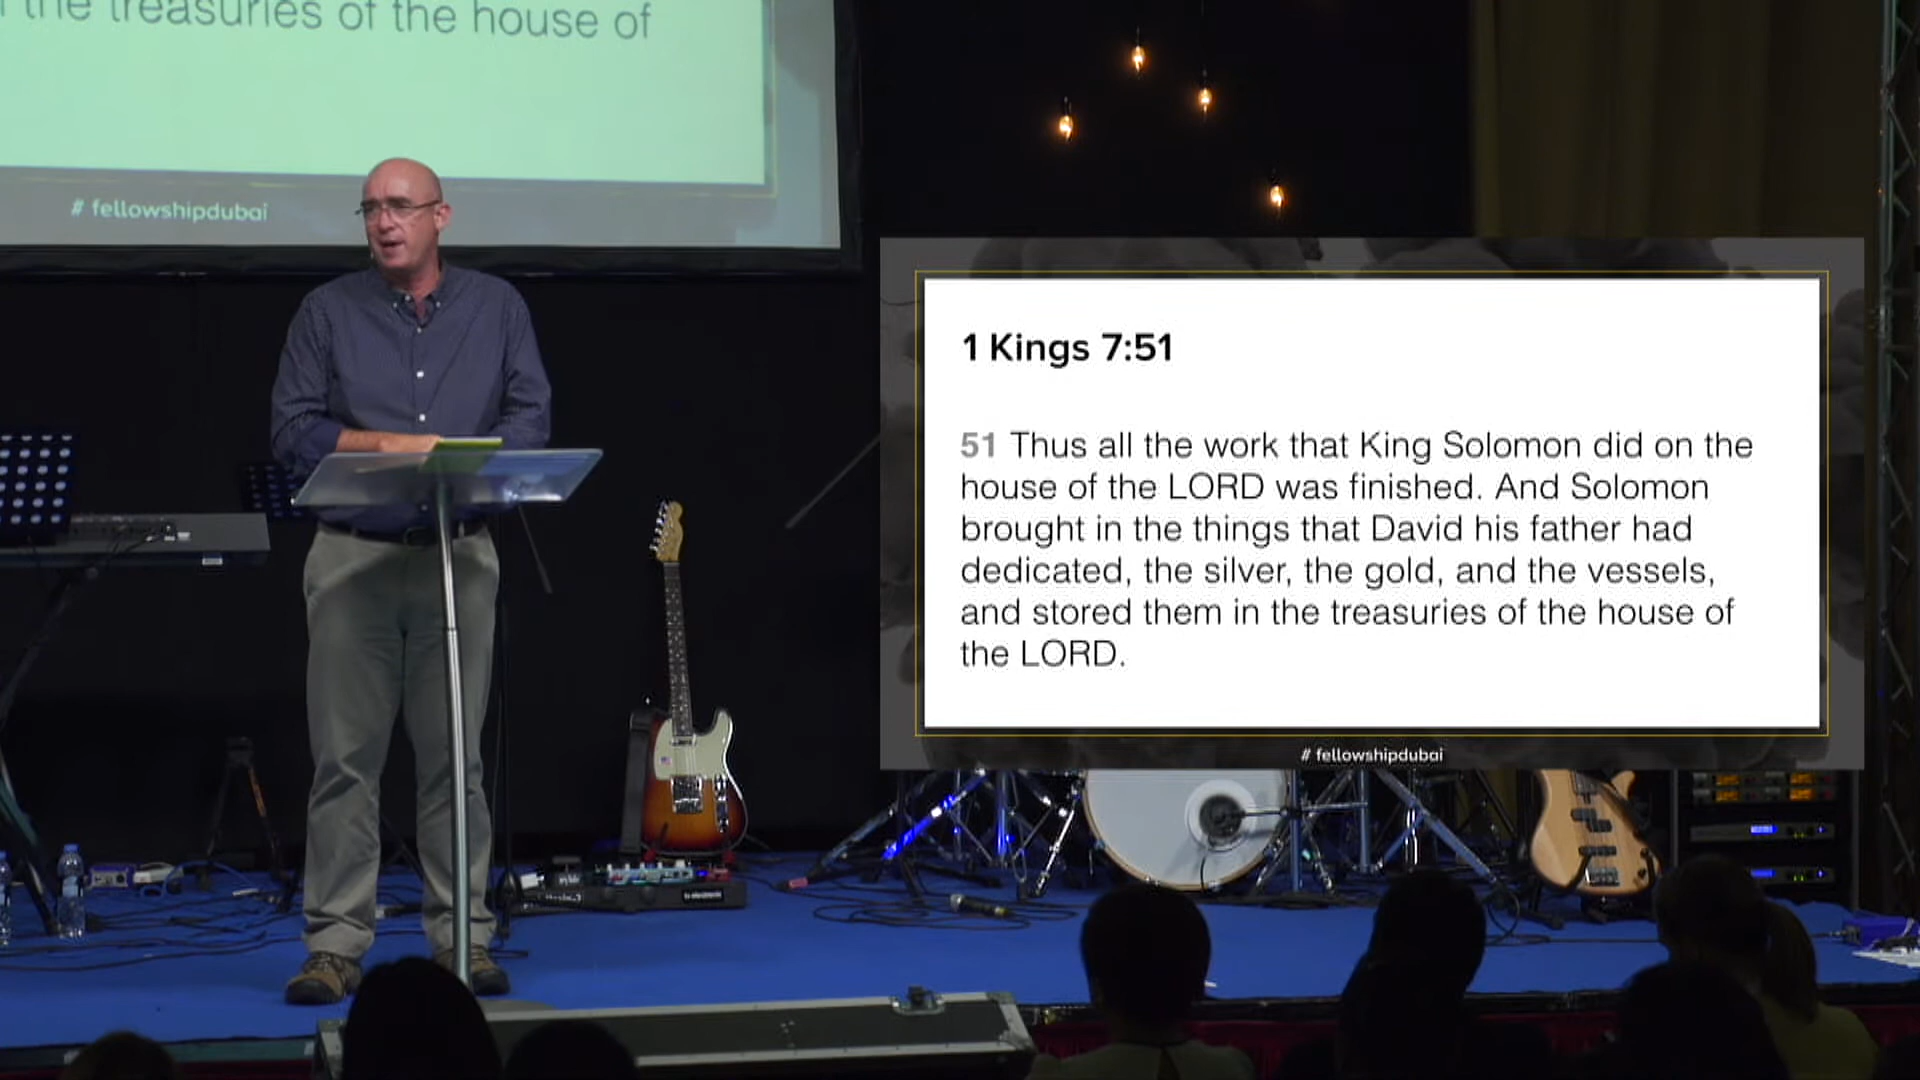 the treasuries of the house of
# fellowshipdubai
1 Kings 7:51
51 Thus all the work that King Solomon did on the
house of the LORD was finished. And Solomon
brought in the things that David his father had
dedicated, the silver, the gold, and the vessels,
and stored them in the treasuries of the house of
the LORD.
# fellowshipdubai